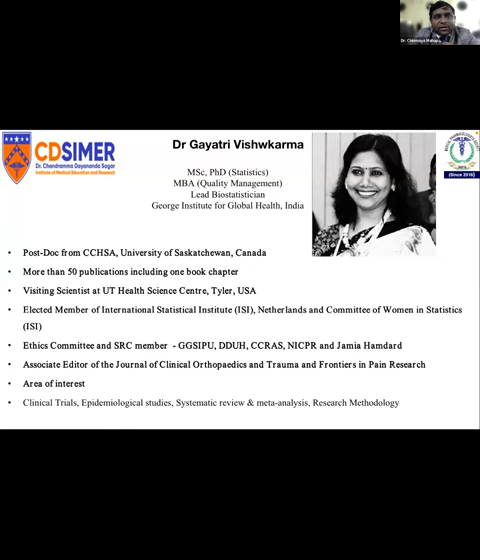 Dr. Chinmaya Mahap
CDSIMER
Dr. Chandramma Dayananda Sagar
Institute of Medical Education and Research
Dr Gayatri Vishwkarma
MSc, PhD (Statistics)
MBA (Quality Management)
Lead Biostatistician
George Institute for Global Health, India
(Since 2016)
• Post-Doc from CCHSA, University of Saskatchewan, Canada
• More than 50 publications including one book chapter
• Visiting Scientist at UT Health Science Centre, Tyler, USA
• Elected Member of International Statistical Institute (ISI), Netherlands and Committee of Women in Statistics
(ISI)
• Ethics Committee and SRC member - GGSIPU, DDUH, CCRAS, NICPR and Jamia Hamdard
• Associate Editor of the Journal of Clinical Orthopaedics and Trauma and Frontiers in Pain Research
• Area of interest
• Clinical Trials, Epidemiological studies, Systematic review & meta-analysis, Research Methodology